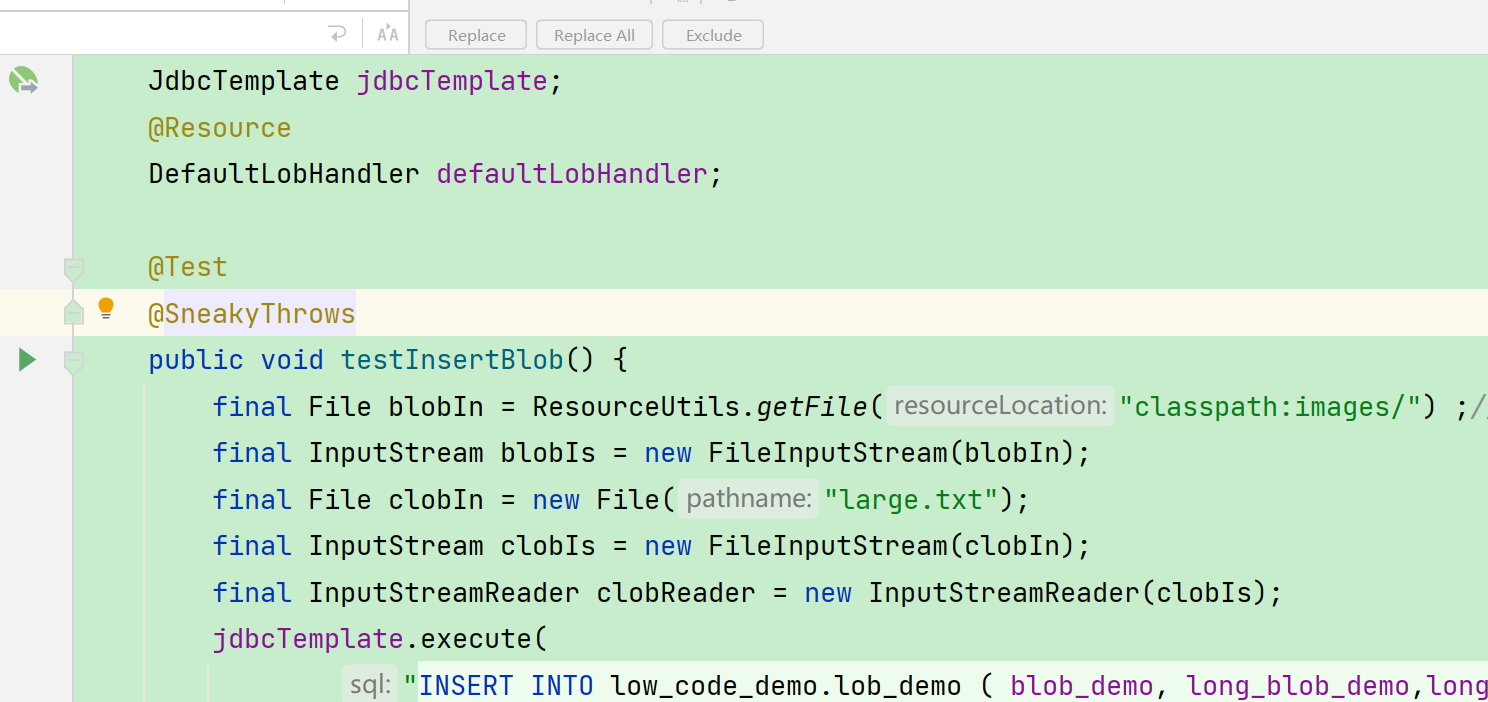 Replace Replace All Exclude
JdbcTemplate jdbcTemplate;
@Resource
DefaultLobHandler defaultLobHandler;
@Test
@SneakyThrows
public void testInsertBlob() {
final File blobIn = ResourceUtils.getFile( resourceLocation: "classpath:images/") ;//
final InputStream blobIs = new FileInputStream(blobIn);
final File clobIn = new File( pathname: "large.txt");
final InputStream clobIs = new FileInputStream(clobIn);
final InputStreamReader clobReader = new InputStreamReader(clobIs);
jdbcTemplate.execute(
sql: "INSERT INTO low_code_demo.lob_demo ( blob_demo, long_blob_demo,long